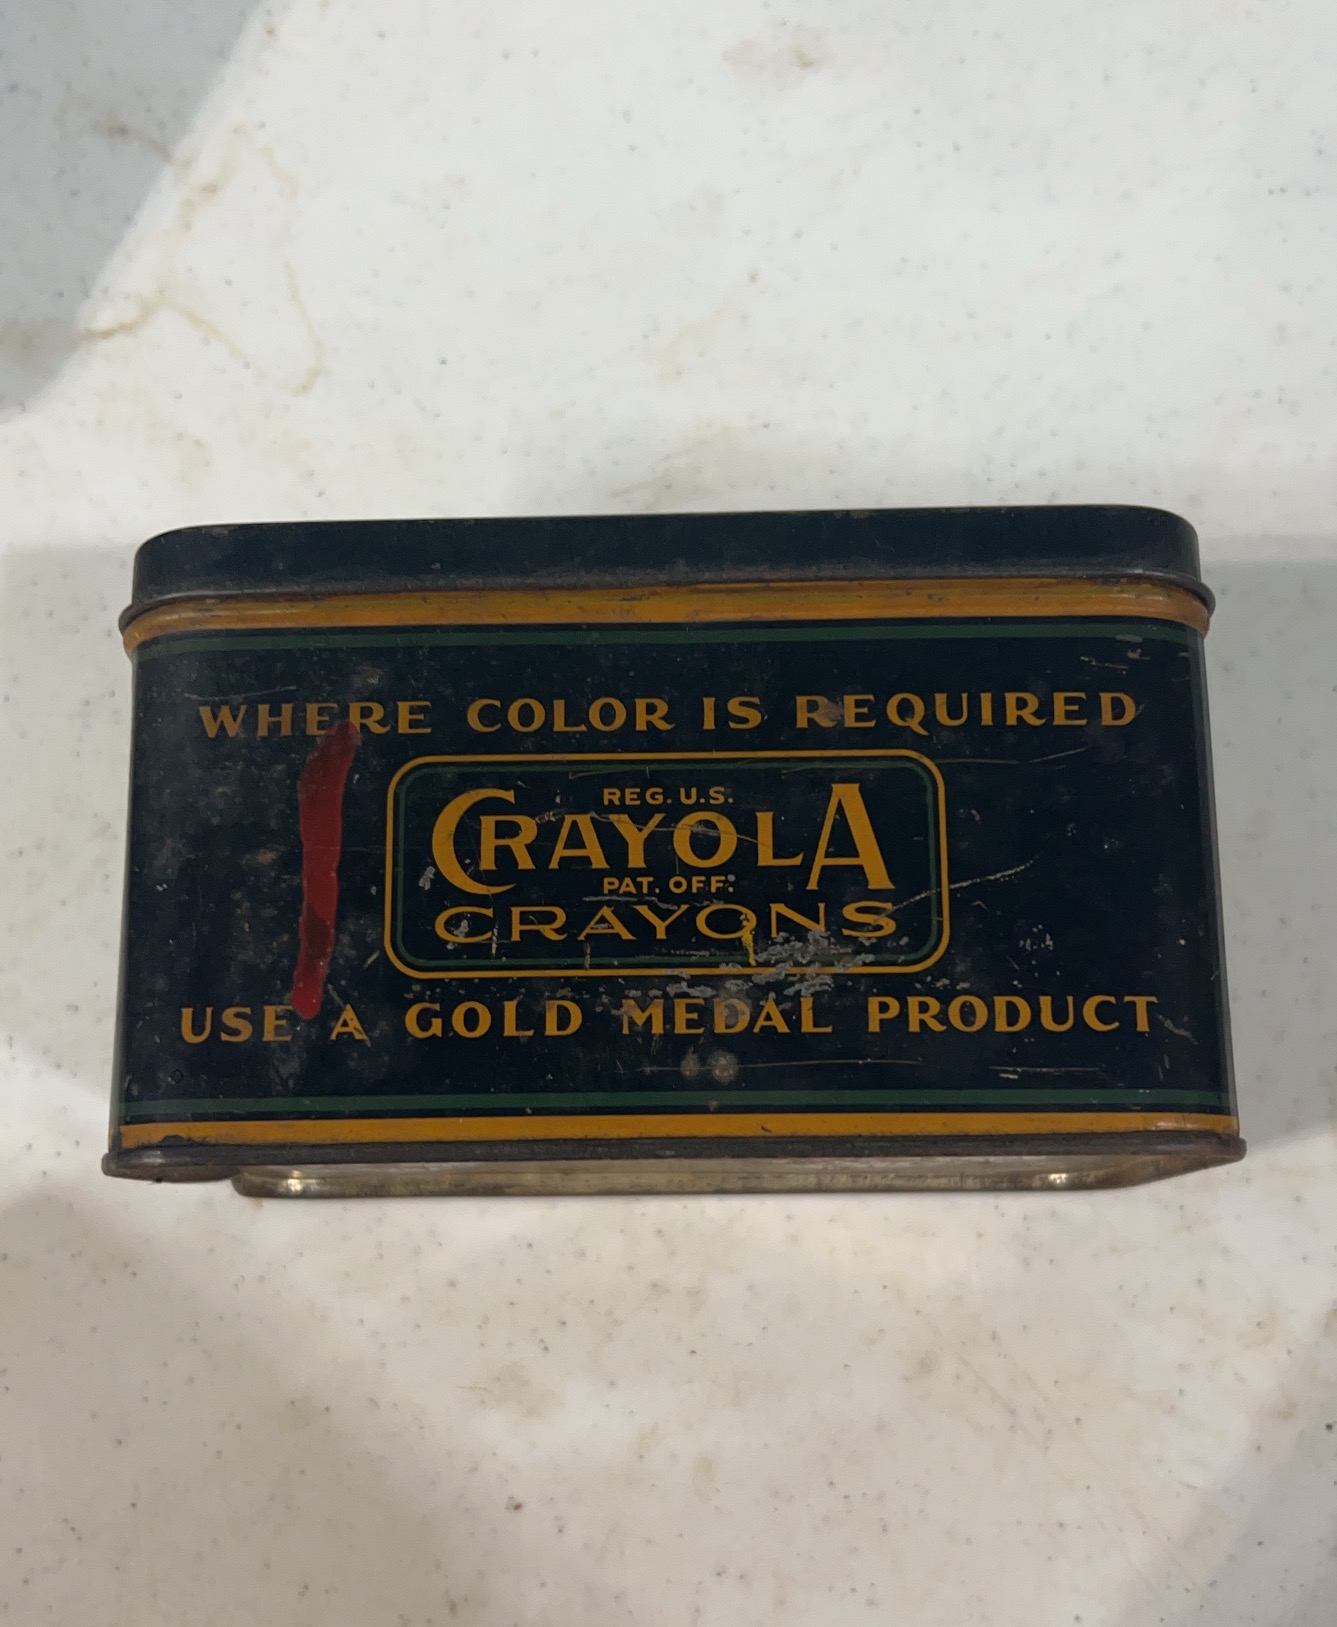 WHERE COLOR IS REQUIRED
REG. U.S.
CRAYOLA
PAT. OFF.
CRAYONS
USE A GOLD MEDAL PRODUCT